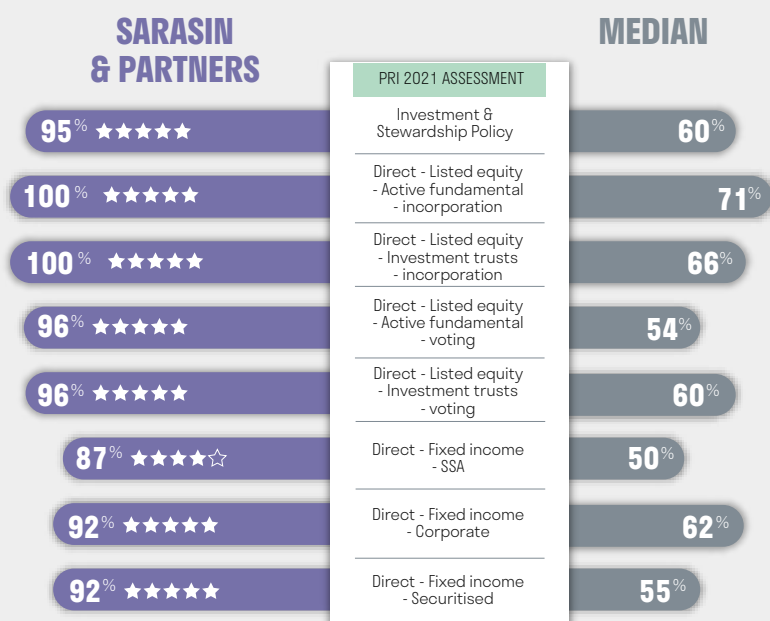 SARASIN
& PARTNERS
MEDIAN
PRI 2021 ASSESSMENT
95% ★★★★★
Investment &
Stewardship Policy
60%
100% ★★★★★
Direct - Listed equity
- Active fundamental
- incorporation
71%
100% ★★★★★
Direct - Listed equity
- Investment trusts
- incorporation
66%
96% ★★★★★
Direct - Listed equity
- Active fundamental
- voting
54%
96% ★★★★★
Direct - Listed equity
- Investment trusts
- voting
60%
87% ★★★★☆
Direct - Fixed income
- SSA
50%
92% ★★★★★
Direct - Fixed income
- Corporate
62%
92% ★★★★★
Direct - Fixed income
- Securitised
55%